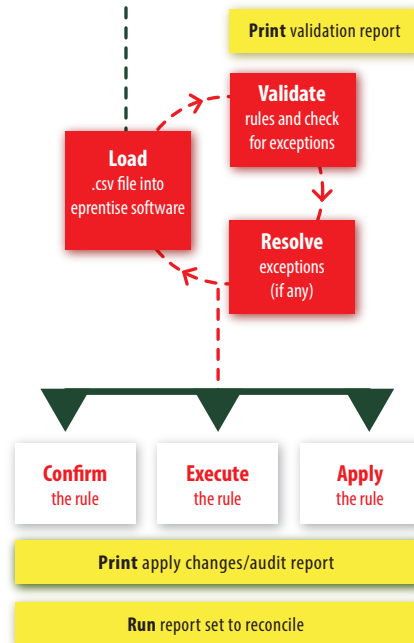 Print validation report
Validate
rules and check
for exceptions
Load
.csv file into
eprentise software
Resolve
exceptions
(if any)
Confirm
the rule
Execute
the rule
Apply
the rule
Print apply changes/audit report
Run report set to reconcile